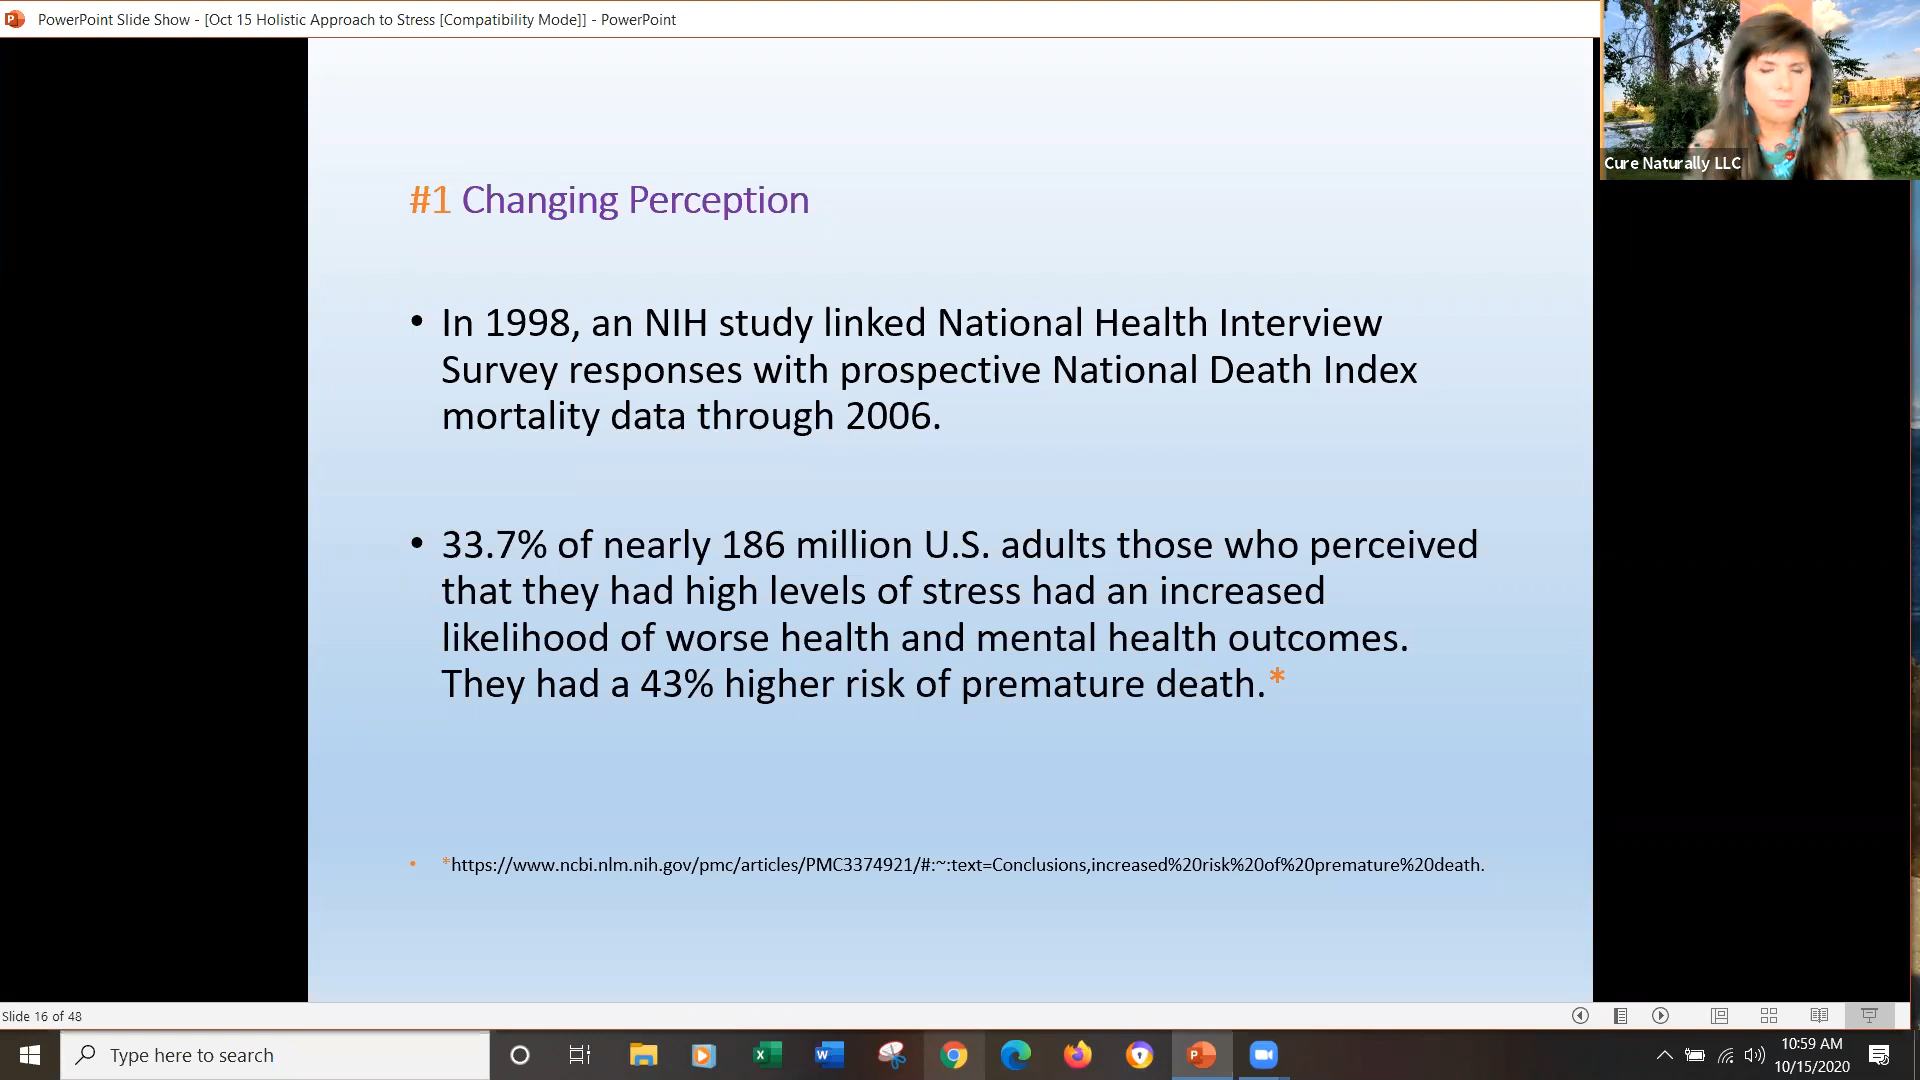 PowerPoint Slide Show - [Oct 15 Holistic Approach to Stress [Compatibility Mode]] - PowerPoint
Cure Naturally LLC
#1 Changing Perception
• In 1998, an NIH study linked National Health Interview
Survey responses with prospective National Death Index
mortality data through 2006.
• 33.7% of nearly 186 million U.S. adults those who perceived
that they had high levels of stress had an increased
likelihood of worse health and mental health outcomes.
They had a 43% higher risk of premature death.*
• *https://www.ncbi.nlm.nih.gov/pmc/articles/PMC3374921/#:~:text=Conclusions,increased%20risk%20of%20premature%20death.
Slide 16 of 48
Type here to search
10:59 AM
10/15/2020